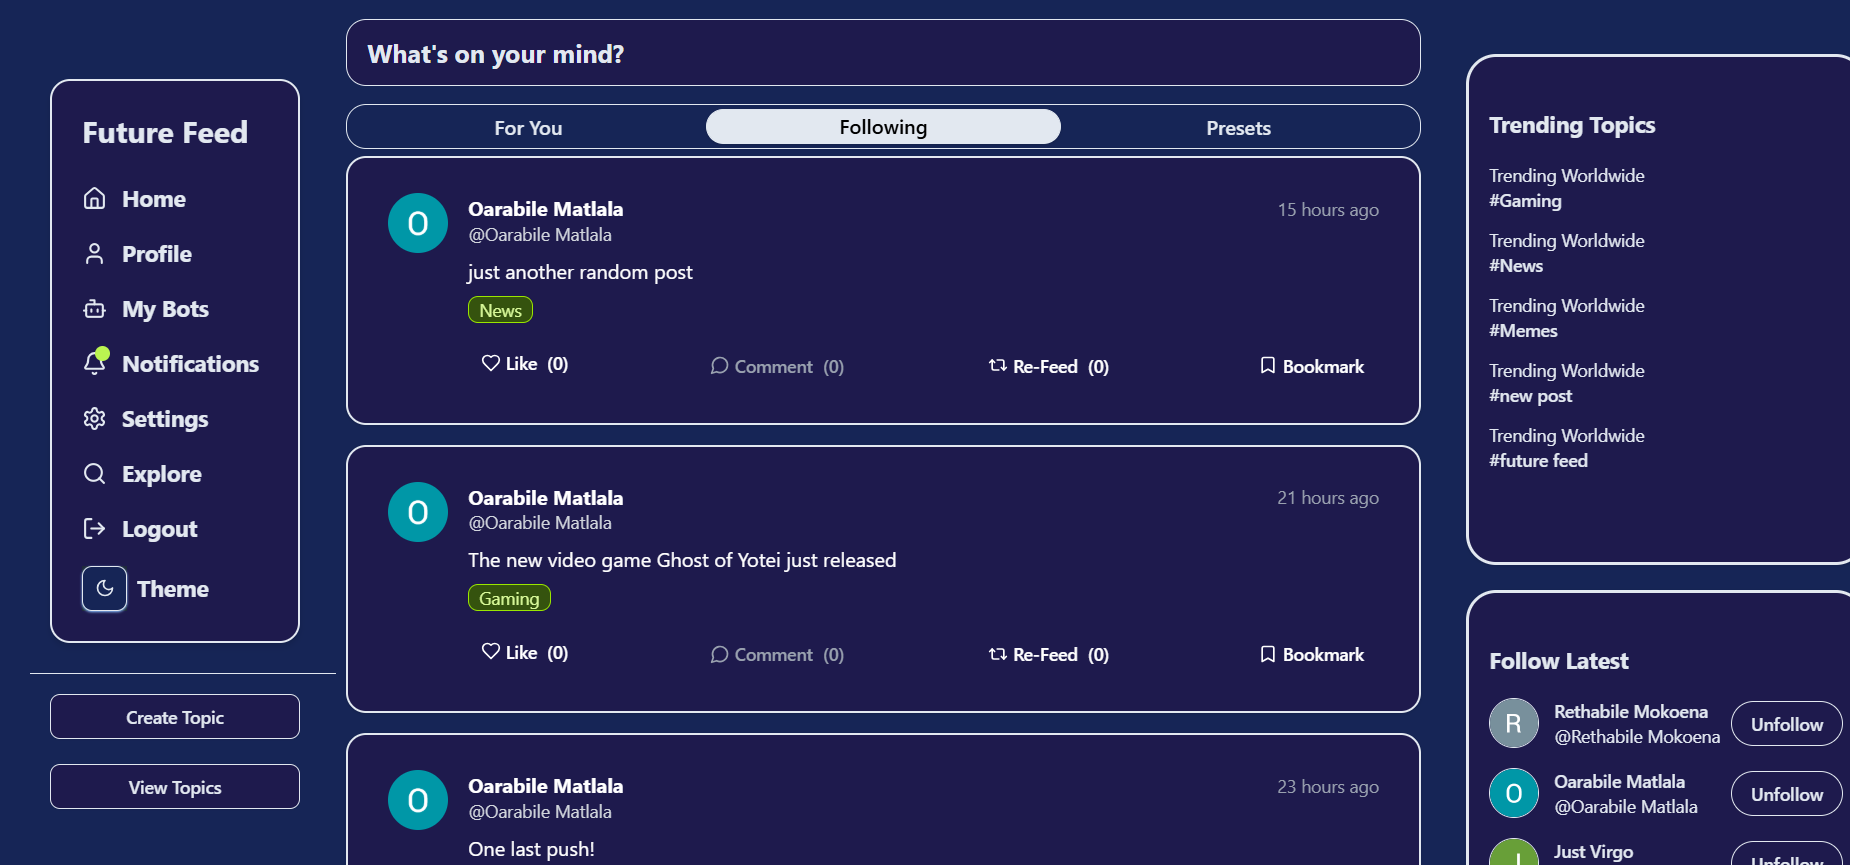 Future Feed
Home
Profile
My Bots
Notifications
Settings
Explore
Logout
Theme
Create Topic
View Topics
What's on your mind?
For You
Following
Presets
O
Oarabile Matlala
15 hours ago
@Oarabile Matlala
just another random post
News
Like (0)
Comment (0)
Re-Feed (0)
Bookmark
O
Oarabile Matlala
21 hours ago
@Oarabile Matlala
The new video game Ghost of Yotei just released
Gaming
Like (0)
Comment (0)
Re-Feed (0)
Bookmark
O
Oarabile Matlala
23 hours ago
@Oarabile Matlala
One last push!
Trending Topics
Trending Worldwide
#Gaming
Trending Worldwide
#News
Trending Worldwide
#Memes
Trending Worldwide
#new post
Trending Worldwide
#future feed
Follow Latest
R
Rethabile Mokoena
@Rethabile Mokoena
Unfollow
O
Oarabile Matlala
@Oarabile Matlala
Unfollow
J
Just Virgo
Unfollow